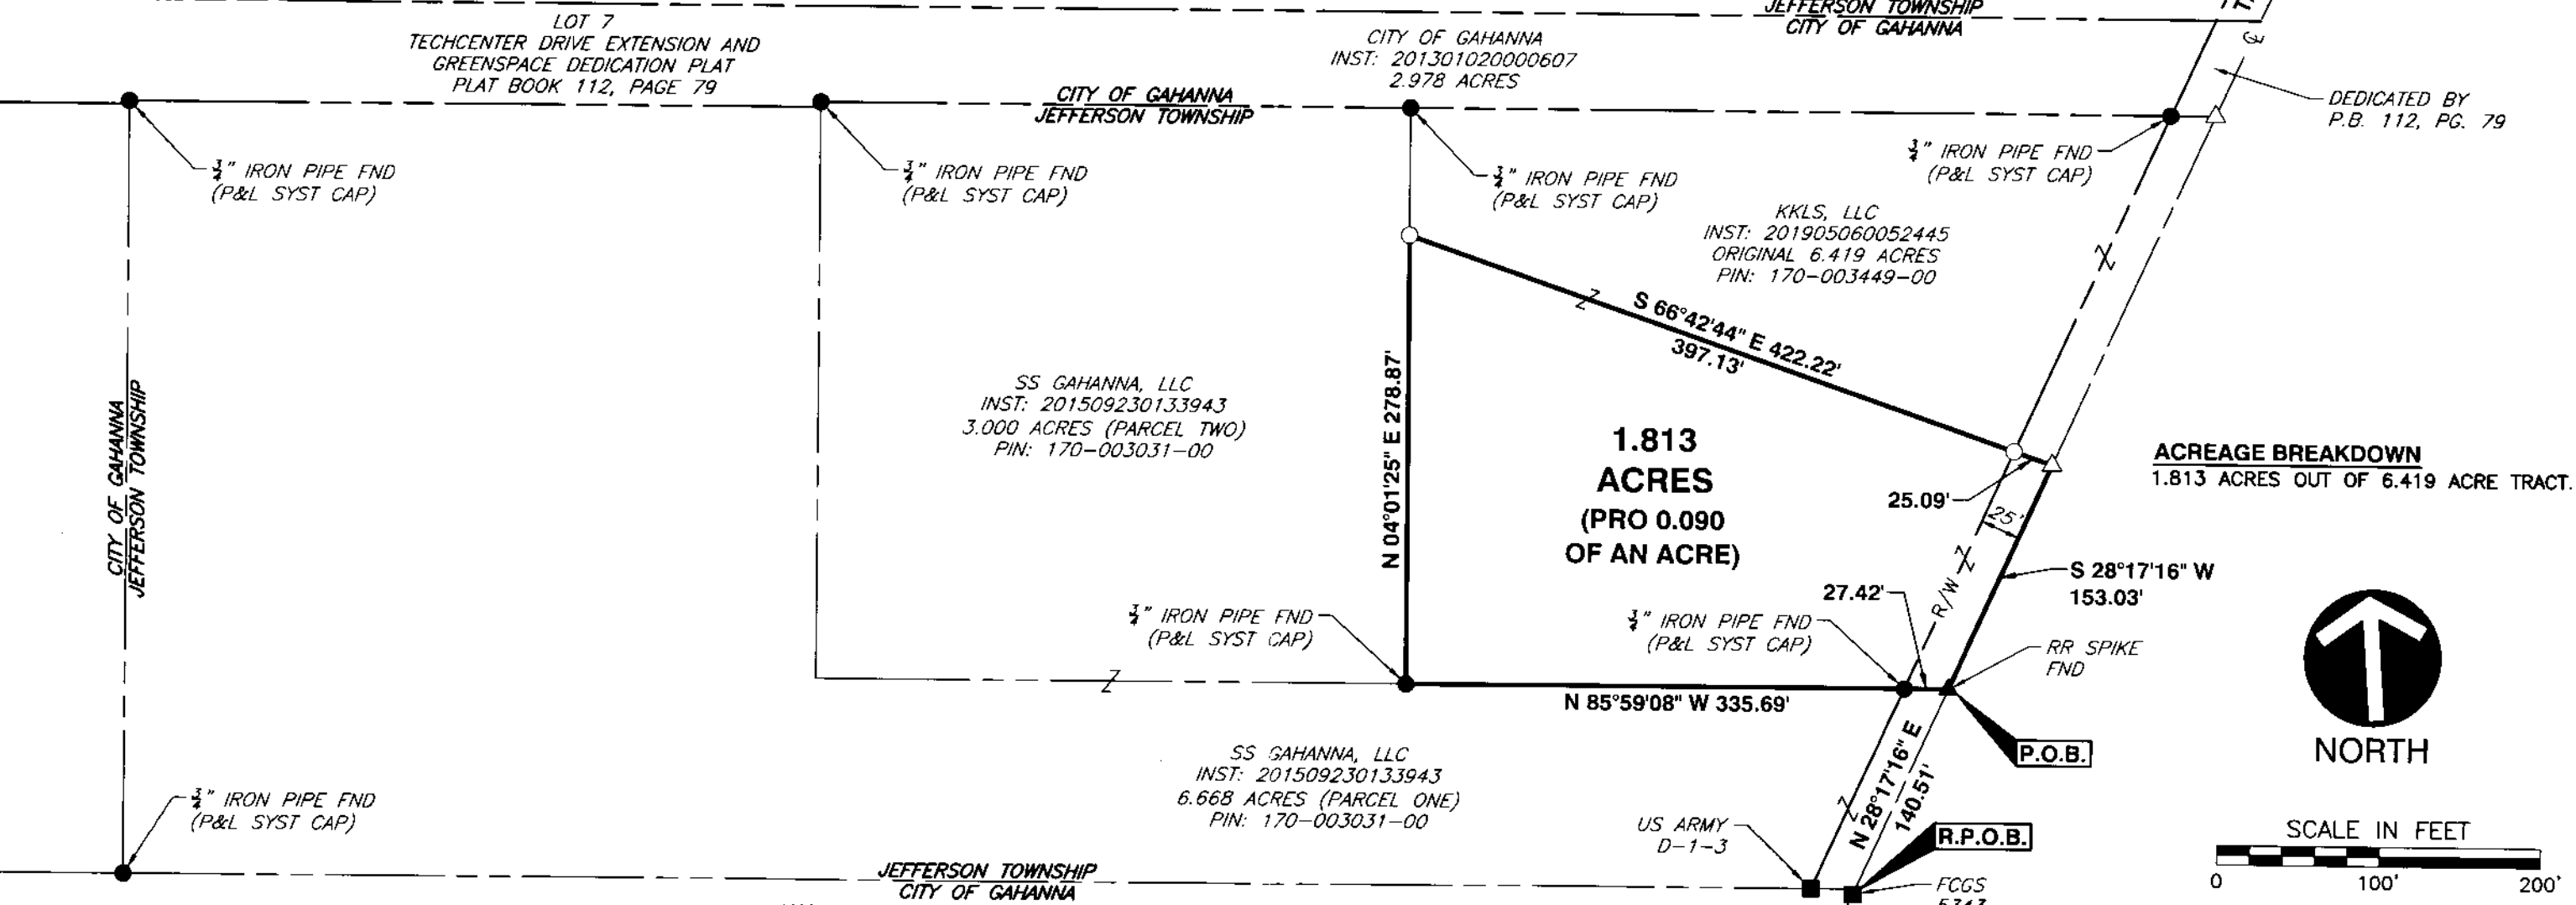 JEFFERSON TOWNSHIP
CITY OF GAHANNA
LOT 7
TECHCENTER DRIVE EXTENSION AND
GREENSPACE DEDICATION PLAT
PLAT BOOK 112, PAGE 79
CITY OF GAHANNA
INST: 201301020000607
2.978 ACRES
CITY OF GAHANNA
JEFFERSON TOWNSHIP
DEDICATED BY
P.B. 112, PG. 79
3/4" IRON PIPE FND
(P&L SYST CAP)
3/4" IRON PIPE FND
(P&L SYST CAP)
3/4" IRON PIPE FND
(P&L SYST CAP)
3/4" IRON PIPE FND
(P&L SYST CAP)
KKLS, LLC
INST: 201905060052445
ORIGINAL 6.419 ACRES
PIN: 170-003449-00
S 66°42'44" E 422.22'
397.13'
CITY OF GAHANNA
JEFFERSON TOWNSHIP
SS GAHANNA, LLC
INST: 201509230133943
3.000 ACRES (PARCEL TWO)
PIN: 170-003031-00
N 04°01'25" E 278.87'
1.813
ACRES
(PRO 0.090
OF AN ACRE)
25.09'
25'
ACREAGE BREAKDOWN
1.813 ACRES OUT OF 6.419 ACRE TRACT.
S 28°17'16" W
153.03'
27.42'
R/W
3/4" IRON PIPE FND
(P&L SYST CAP)
3/4" IRON PIPE FND
(P&L SYST CAP)
RR SPIKE
FND
N 85°59'08" W 335.69'
P.O.B.
NORTH
SS GAHANNA, LLC
INST: 201509230133943
6.668 ACRES (PARCEL ONE)
PIN: 170-003031-00
N 28°17'16" E
140.51'
3/4" IRON PIPE FND
(P&L SYST CAP)
US ARMY
D-1-3
R.P.O.B.
SCALE IN FEET
0 100' 200'
JEFFERSON TOWNSHIP
CITY OF GAHANNA
FCGS